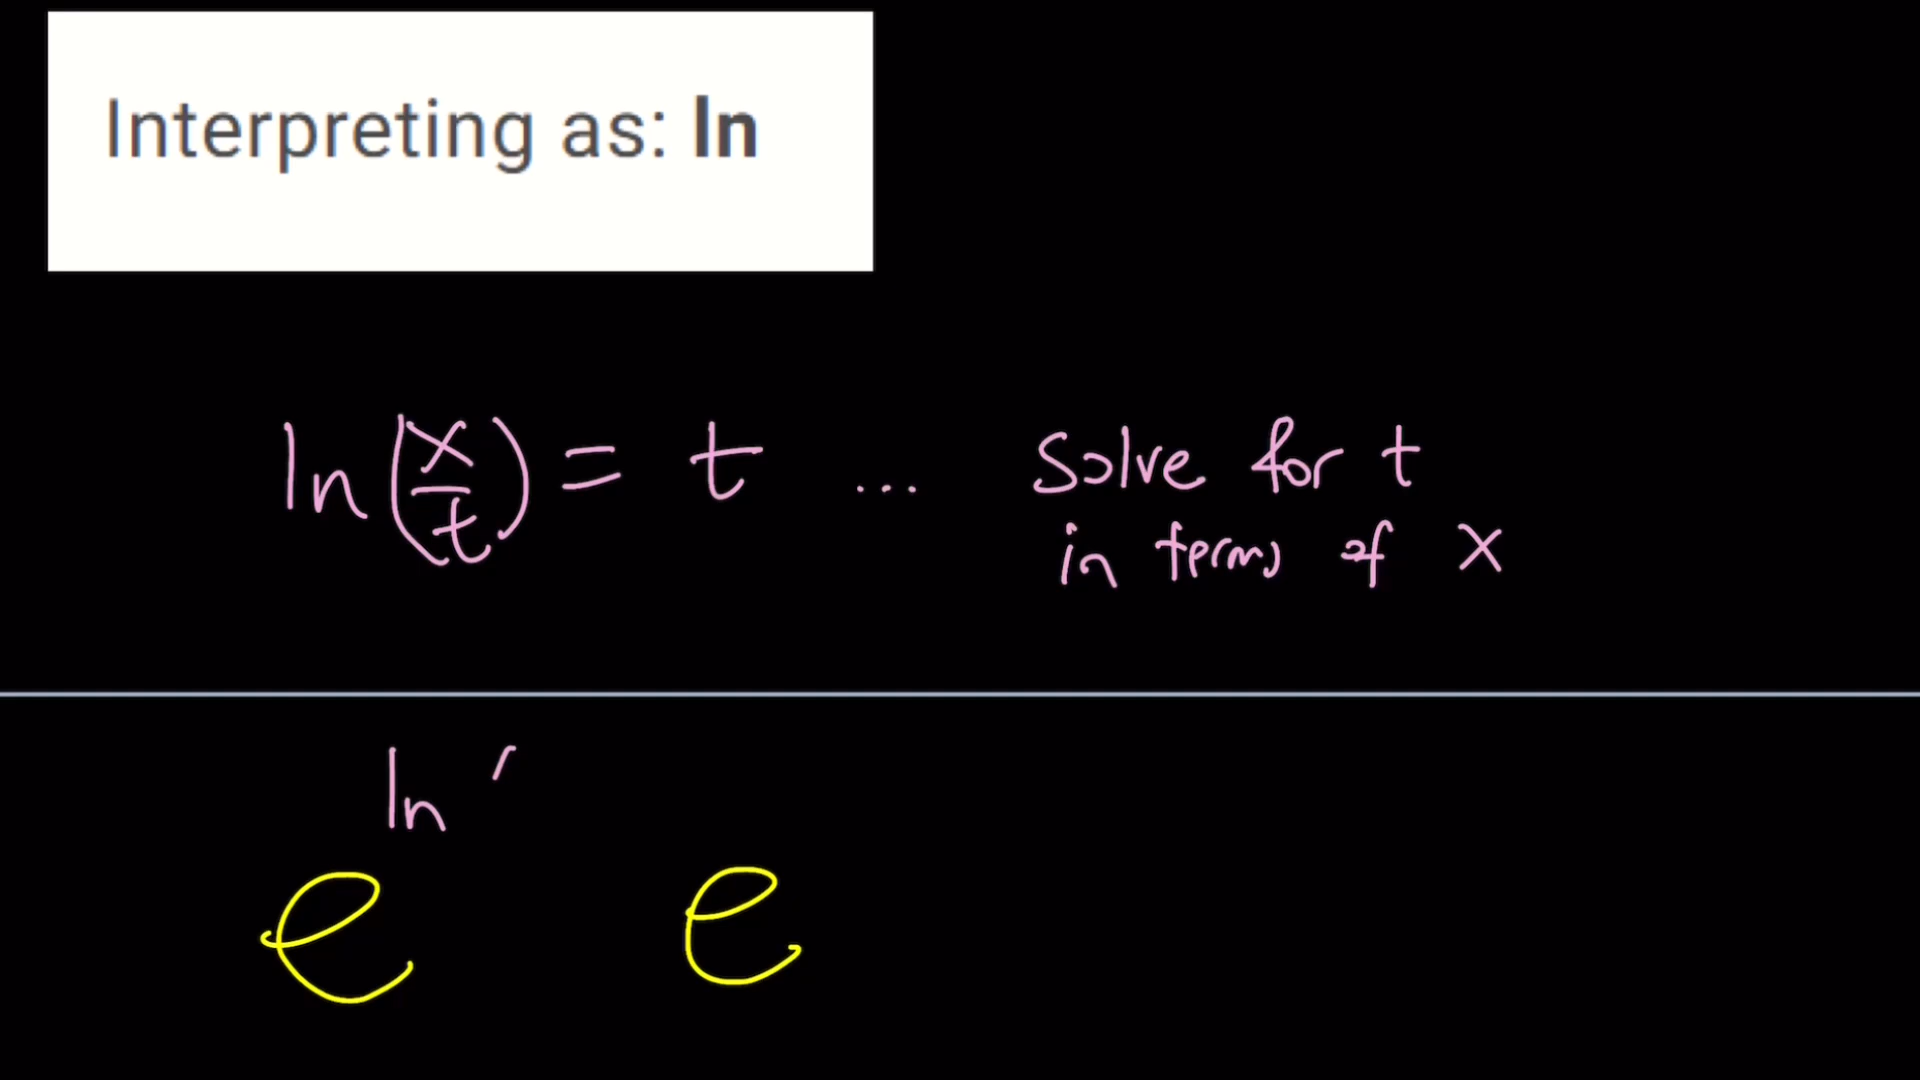 Interpreting as: ln
ln(x/t) = t ... Solve for t
in terms of x
ln (
e e